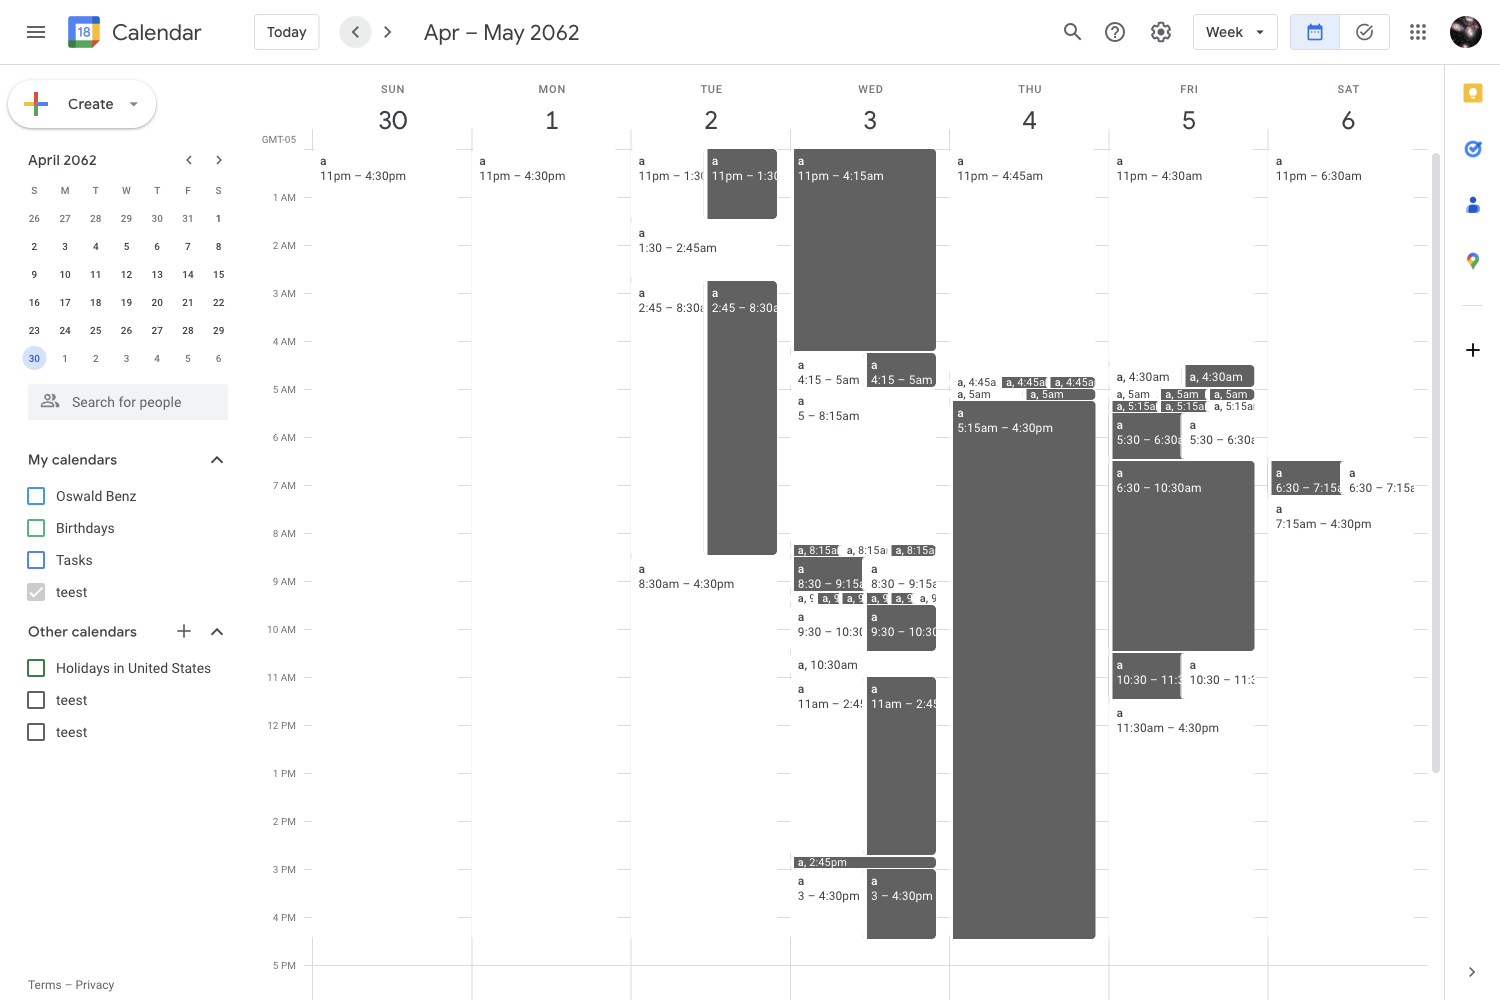 18 Calendar Today Apr – May 2062 Week
Create
April 2062
S M T W T F S
26 27 28 29 30 31 1
2 3 4 5 6 7 8
9 10 11 12 13 14 15
16 17 18 19 20 21 22
23 24 25 26 27 28 29
30 1 2 3 4 5 6
Search for people
My calendars
Oswald Benz
Birthdays
Tasks
teest
Other calendars
Holidays in United States
teest
teest
Terms – Privacy
SUN MON TUE WED THU FRI SAT
30 1 2 3 4 5 6
GMT-05
1 AM
2 AM
3 AM
4 AM
5 AM
6 AM
7 AM
8 AM
9 AM
10 AM
11 AM
12 PM
1 PM
2 PM
3 PM
4 PM
5 PM
a
11pm – 4:30pm
a
11pm – 4:30pm
a
11pm – 1:30
a
11pm – 1:30
a
1:30 – 2:45am
a
2:45 – 8:30a
a
2:45 – 8:30a
a
8:30am – 4:30pm
a
11pm – 4:15am
a
4:15 – 5am
a
4:15 – 5am
a
5 – 8:15am
a, 8:15a
a, 8:15a
a, 8:15a
a
8:30 – 9:15a
a
8:30 – 9:15a
a, 9
a, 9
a, 9
a, 9
a, 9
a, 9
a
9:30 – 10:30
a
9:30 – 10:30
a, 10:30am
a
11am – 2:45
a
11am – 2:45
a, 2:45pm
a
3 – 4:30pm
a
3 – 4:30pm
a
11pm – 4:45am
a, 4:45a
a, 4:45a
a, 4:45a
a, 5am
a, 5am
a
5:15am – 4:30pm
a
11pm – 4:30am
a, 4:30am
a, 4:30am
a, 5am
a, 5am
a, 5am
a, 5:15a
a, 5:15a
a, 5:15a
a
5:30 – 6:30a
a
5:30 – 6:30a
a
6:30 – 10:30am
a
10:30 – 11:3
a
10:30 – 11:3
a
11:30am – 4:30pm
a
11pm – 6:30am
a
6:30 – 7:15a
a
6:30 – 7:15a
a
7:15am – 4:30pm